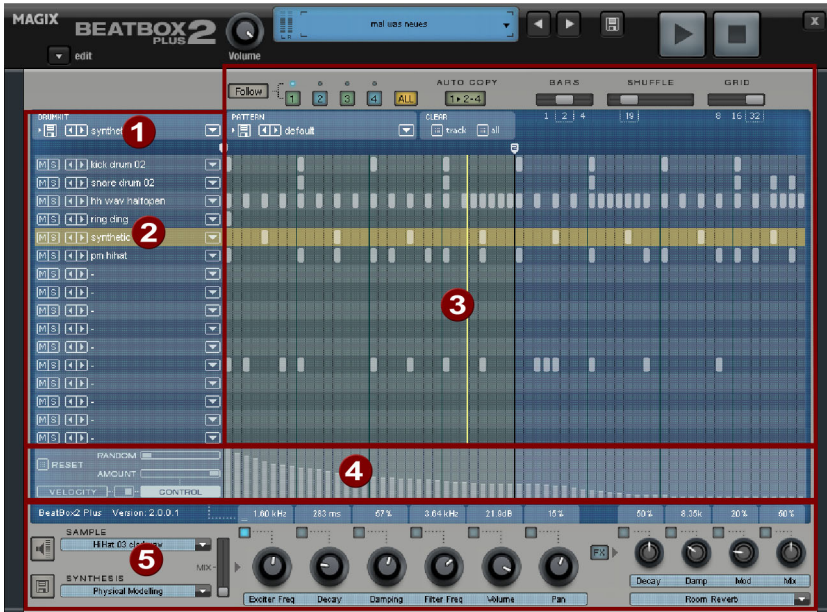 MAGIX
BEATBOX 2
PLUS
edit
Volume
mal was neues
x
Follow
1 2 3 4 ALL
AUTO COPY
1▸2-4
BARS
SHUFFLE
GRID
1 2 4
19
8 16 32
DRUMKIT
1
PATTERN
default
CLEAR
track
all
M S kick drum 02
M S snare drum 02
M S hh wav halfopen
M S ring ding
M S synthetic
2
M S pm hihat
M S -
M S -
M S -
3
M S -
M S -
M S -
M S -
M S -
M S -
M S -
RANDOM
RESET
AMOUNT
VELOCITY
CONTROL
4
BeatBox2 Plus Version: 2.0.0.1
1.60 kHz
283 ms
67%
3.64 kHz
21.9dB
15%
50%
8.35k
20%
60%
SAMPLE
HiHat 03
5
MIX
SYNTHESIS
Physical Modelling
FX
Exciter Freq
Decay
Damping
Filter Freq
Volume
Pan
Decay
Damp
Mod
Mix
Room Reverb